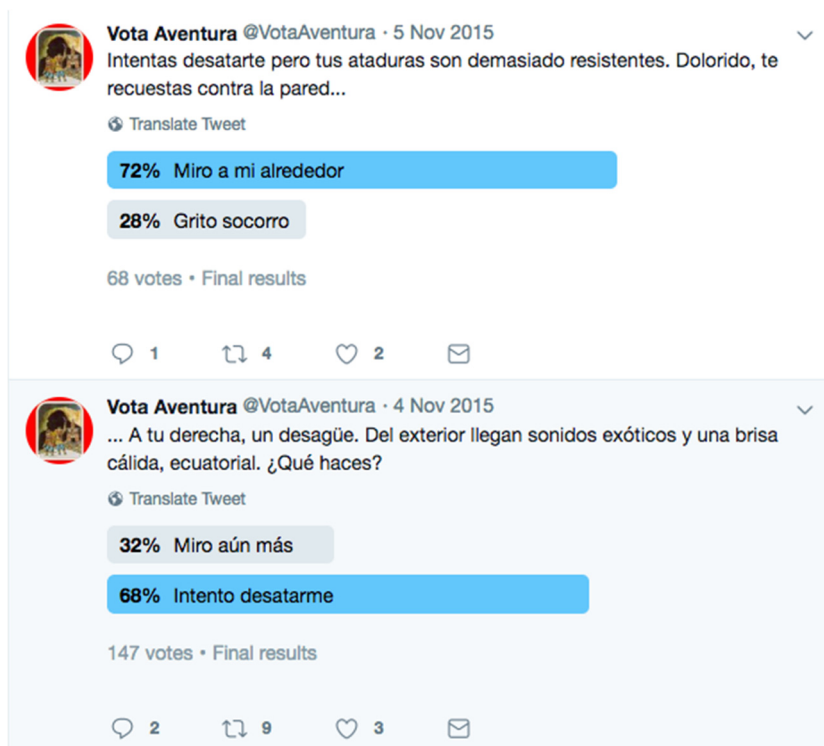 Vota Aventura @VotaAventura · 5 Nov 2015
Intentas desatarte pero tus ataduras son demasiado resistentes. Dolorido, te
recuestas contra la pared...
Translate Tweet
72% Miro a mi alrededor
28% Grito socorro
68 votes • Final results
1 4 2
Vota Aventura @VotaAventura · 4 Nov 2015
... A tu derecha, un desagüe. Del exterior llegan sonidos exóticos y una brisa
cálida, ecuatorial. ¿Qué haces?
Translate Tweet
32% Miro aún más
68% Intento desatarme
147 votes • Final results
2 9 3